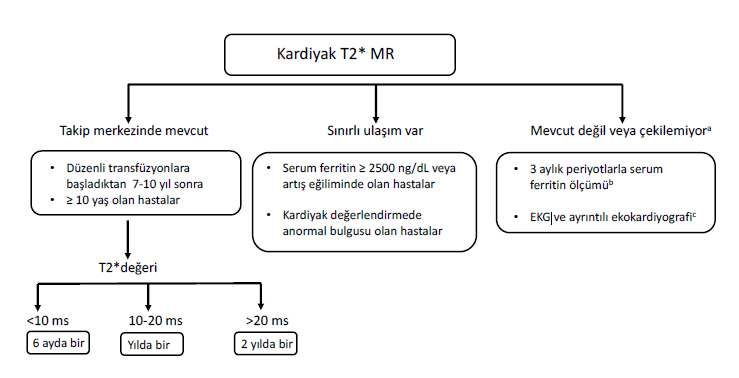 Kardiyak T2* MR
Takip merkezinde mevcut
• Düzenli transfüzyonlara
başladıktan 7-10 yıl sonra
• ≥ 10 yaş olan hastalar
Sınırlı ulaşım var
• Serum ferritin ≥ 2500 ng/dL veya
artış eğiliminde olan hastalar
• Kardiyak değerlendirmede
anormal bulgusu olan hastalar
Mevcut değil veya çekilemiyorᵃ
• 3 aylık periyotlarla serum
ferritin ölçümüᵇ
• EKG|ve ayrıntılı ekokardiyografiᶜ
T2*değeri
<10 ms
6 ayda bir
10-20 ms
Yılda bir
>20 ms
2 yılda bir